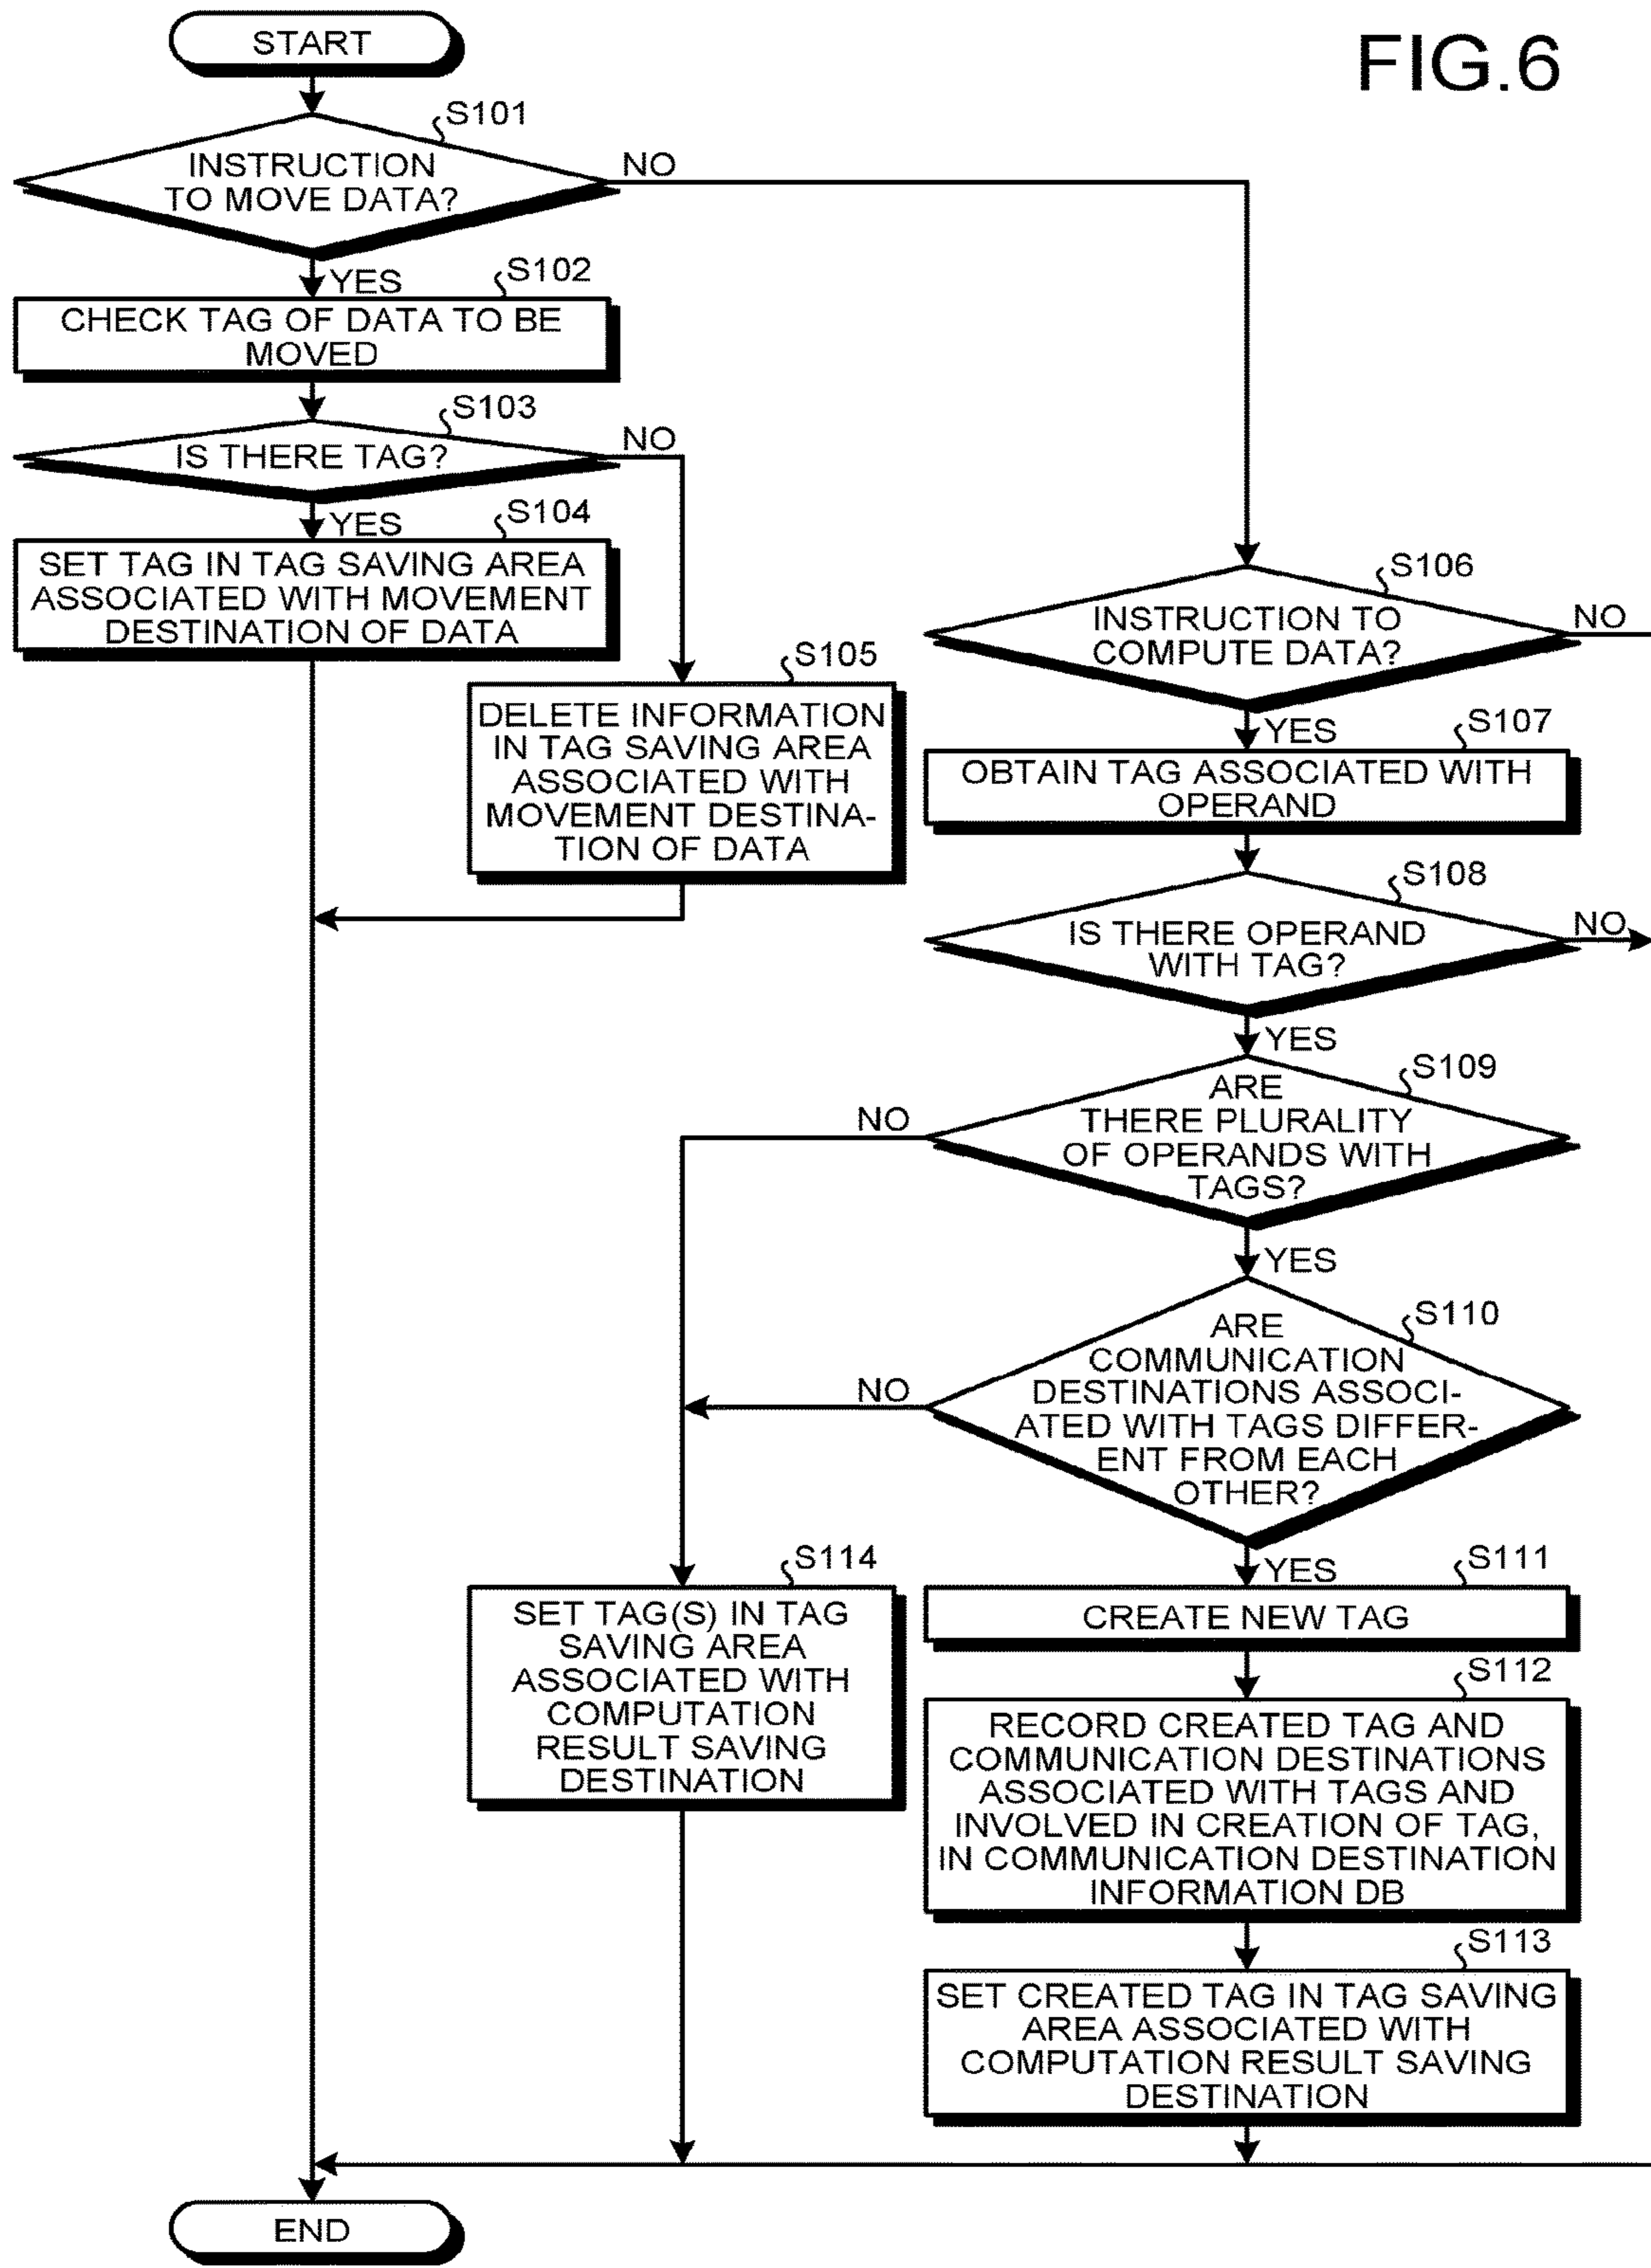 FIG.6
START
S101
INSTRUCTION
TO MOVE DATA?
NO
YES
S102
CHECK TAG OF DATA TO BE
MOVED
S103
IS THERE TAG?
NO
YES
S104
SET TAG IN TAG SAVING AREA
ASSOCIATED WITH MOVEMENT
DESTINATION OF DATA
S105
DELETE INFORMATION
IN TAG SAVING AREA
ASSOCIATED WITH
MOVEMENT DESTINA-
TION OF DATA
S106
INSTRUCTION TO
COMPUTE DATA?
NO
YES
S107
OBTAIN TAG ASSOCIATED WITH
OPERAND
S108
IS THERE OPERAND
WITH TAG?
NO
YES
S109
ARE
THERE PLURALITY
OF OPERANDS WITH
TAGS?
NO
YES
S110
ARE
COMMUNICATION
DESTINATIONS ASSOCI-
ATED WITH TAGS DIFFER-
ENT FROM EACH
OTHER?
NO
YES
S111
CREATE NEW TAG
S112
RECORD CREATED TAG AND
COMMUNICATION DESTINATIONS
ASSOCIATED WITH TAGS AND
INVOLVED IN CREATION OF TAG,
IN COMMUNICATION DESTINATION
INFORMATION DB
S113
SET CREATED TAG IN TAG SAVING
AREA ASSOCIATED WITH
COMPUTATION RESULT SAVING
DESTINATION
S114
SET TAG(S) IN TAG
SAVING AREA
ASSOCIATED WITH
COMPUTATION
RESULT SAVING
DESTINATION
END